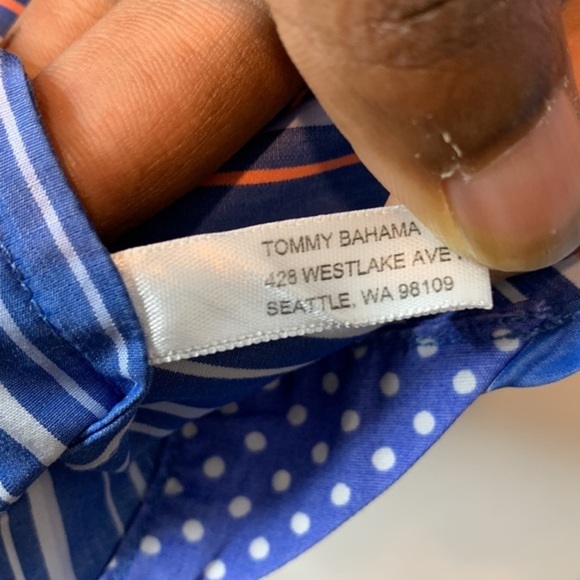 TOMMY BAHAMA
428 WESTLAKE AVE
SEATTLE, WA 98109